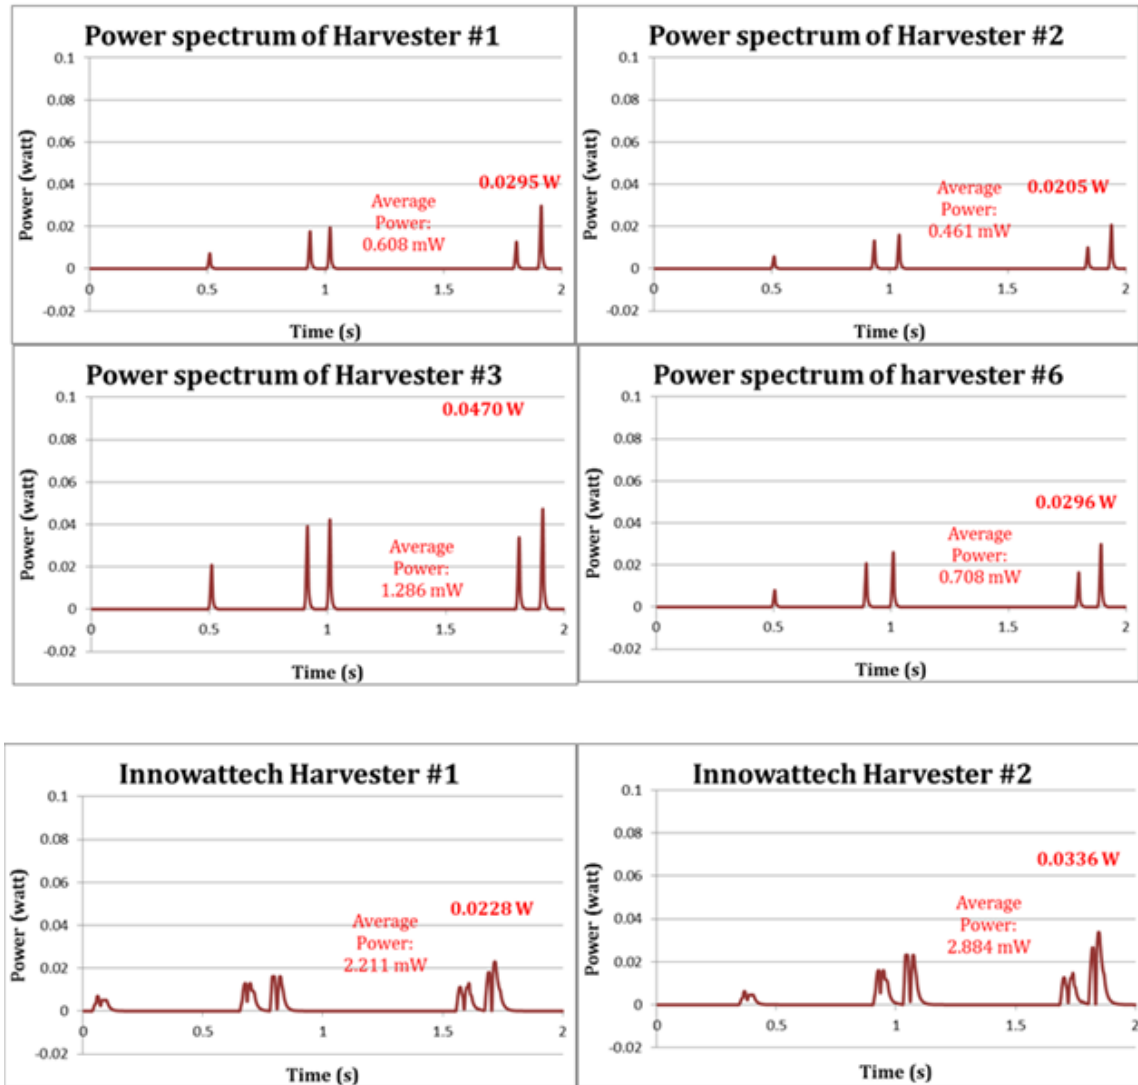 Power spectrum of Harvester #1
0.1
0.08
0.06
0.04
0.02
0
-0.02
Power (watt)
0.0295 W
Average
Power:
0.608 mW
0
0.5
1
1.5
2
Time (s)
Power spectrum of Harvester #2
0.1
0.08
0.06
0.04
0.02
0
-0.02
Power (watt)
Average
Power:
0.461 mW
0.0205 W
0
0.5
1
1.5
2
Time (s)
Power spectrum of Harvester #3
0.1
0.08
0.06
0.04
0.02
0
-0.02
Power (watt)
0.0470 W
Average
Power:
1.286 mW
0
0.5
1
1.5
2
Time (s)
Power spectrum of harvester #6
0.1
0.08
0.06
0.04
0.02
0
-0.02
Power (watt)
0.0296 W
Average
Power:
0.708 mW
0
0.5
1
1.5
2
Time (s)
Innowattech Harvester #1
0.1
0.08
0.06
0.04
0.02
0
-0.02
Power (watt)
0.0228 W
Average
Power:
2.211 mW
0
0.5
1
1.5
2
Time (s)
Innowattech Harvester #2
0.1
0.08
0.06
0.04
0.02
0
-0.02
Power (watt)
0.0336 W
Average
Power:
2.884 mW
0
0.5
1
1.5
2
Time (s)